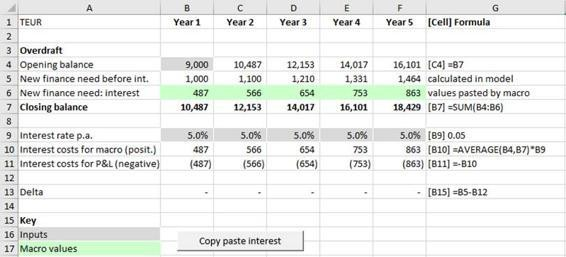 A B C D E F G
1 TEUR Year 1 Year 2 Year 3 Year 4 Year 5 [Cell] Formula
2
3 Overdraft
4 Opening balance 9,000 10,487 12,153 14,017 16,101 [C4] =B7
5 New finance need before int. 1,000 1,100 1,210 1,331 1,464 calculated in model
6 New finance need: interest 487 566 654 753 863 values pasted by macro
7 Closing balance 10,487 12,153 14,017 16,101 18,429 [B7] =SUM(B4:B6)
8
9 Interest rate p.a. 5.0% 5.0% 5.0% 5.0% 5.0% [B9] 0.05
10 Interest costs for macro (posit.) 487 566 654 753 863 [B10] =AVERAGE(B4,B7)*B9
11 Interest costs for P&L (negative) (487) (566) (654) (753) (863) [B11] =-B10
12
13 Delta - - - - - [B15] =B5-B12
14
15 Key
16 Inputs
17 Macro values
Copy paste interest